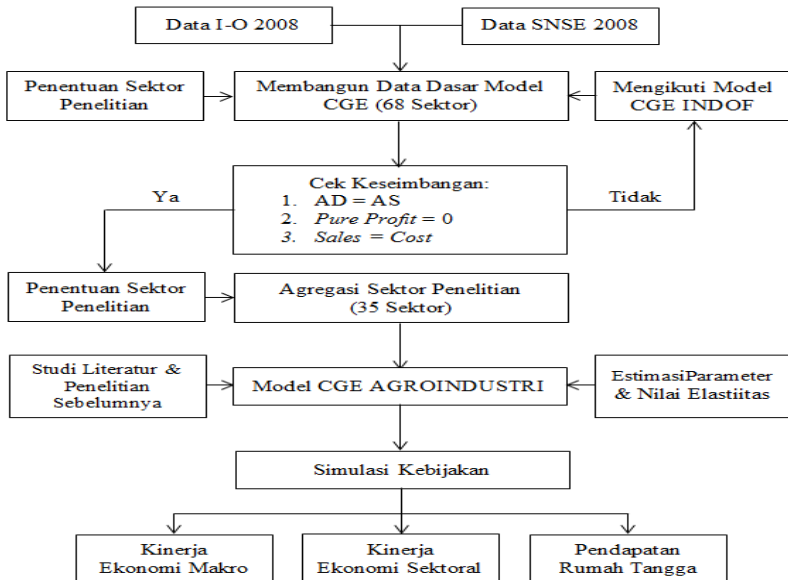 Data I-O 2008
Data SNSE 2008
Penentuan Sektor
Penelitian
Membangun Data Dasar Model
CGE (68 Sektor)
Mengikuti Model
CGE INDOF
Ya
Cek Keseimbangan:
1. AD = AS
2. Pure Profit = 0
3. Sales = Cost
Tidak
Penentuan Sektor
Penelitian
Agregasi Sektor Penelitian
(35 Sektor)
Studi Literatur &
Penelitian
Sebelumnya
Model CGE AGROINDUSTRI
EstimasiParameter
& Nilai Elastiitas
Simulasi Kebijakan
Kinerja
Ekonomi Makro
Kinerja
Ekonomi Sektoral
Pendapatan
Rumah Tangga